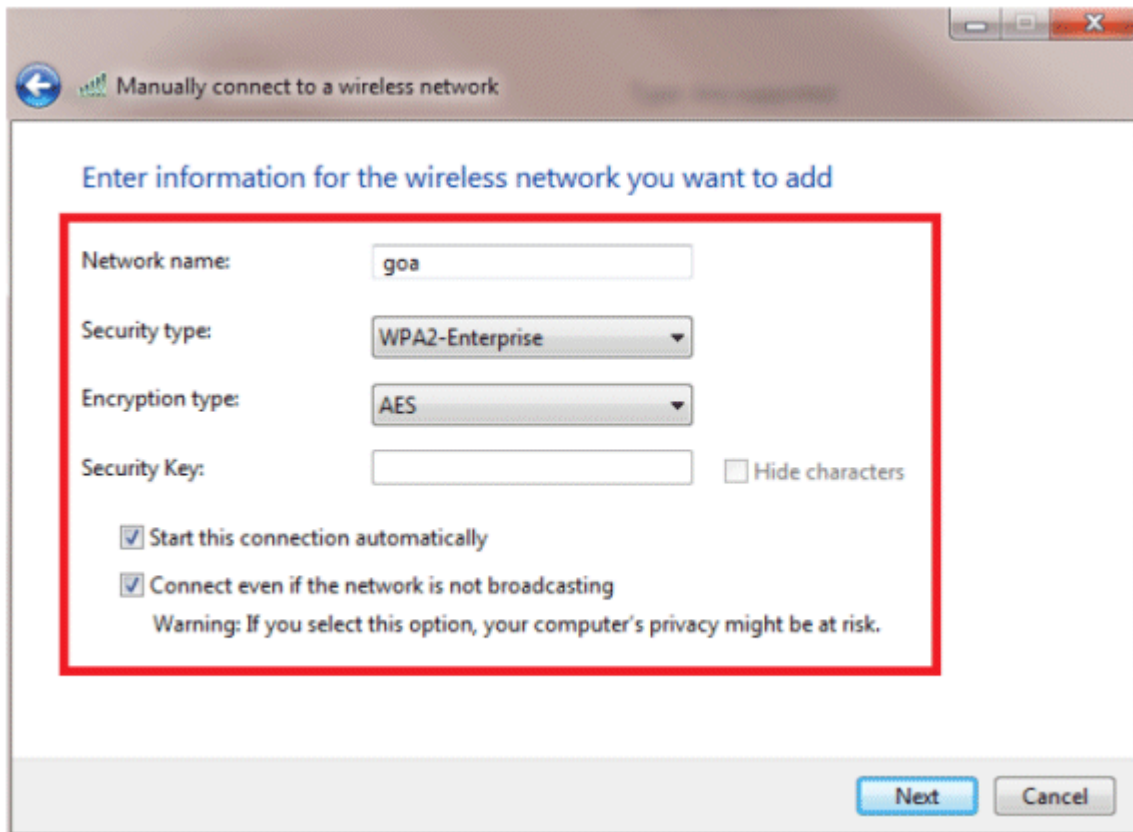 Manually connect to a wireless network
Enter information for the wireless network you want to add
Network name:
goa
Security type:
WPA2-Enterprise
Encryption type:
AES
Security Key:
Hide characters
Start this connection automatically
Connect even if the network is not broadcasting
Warning: If you select this option, your computer's privacy might be at risk.
Next
Cancel